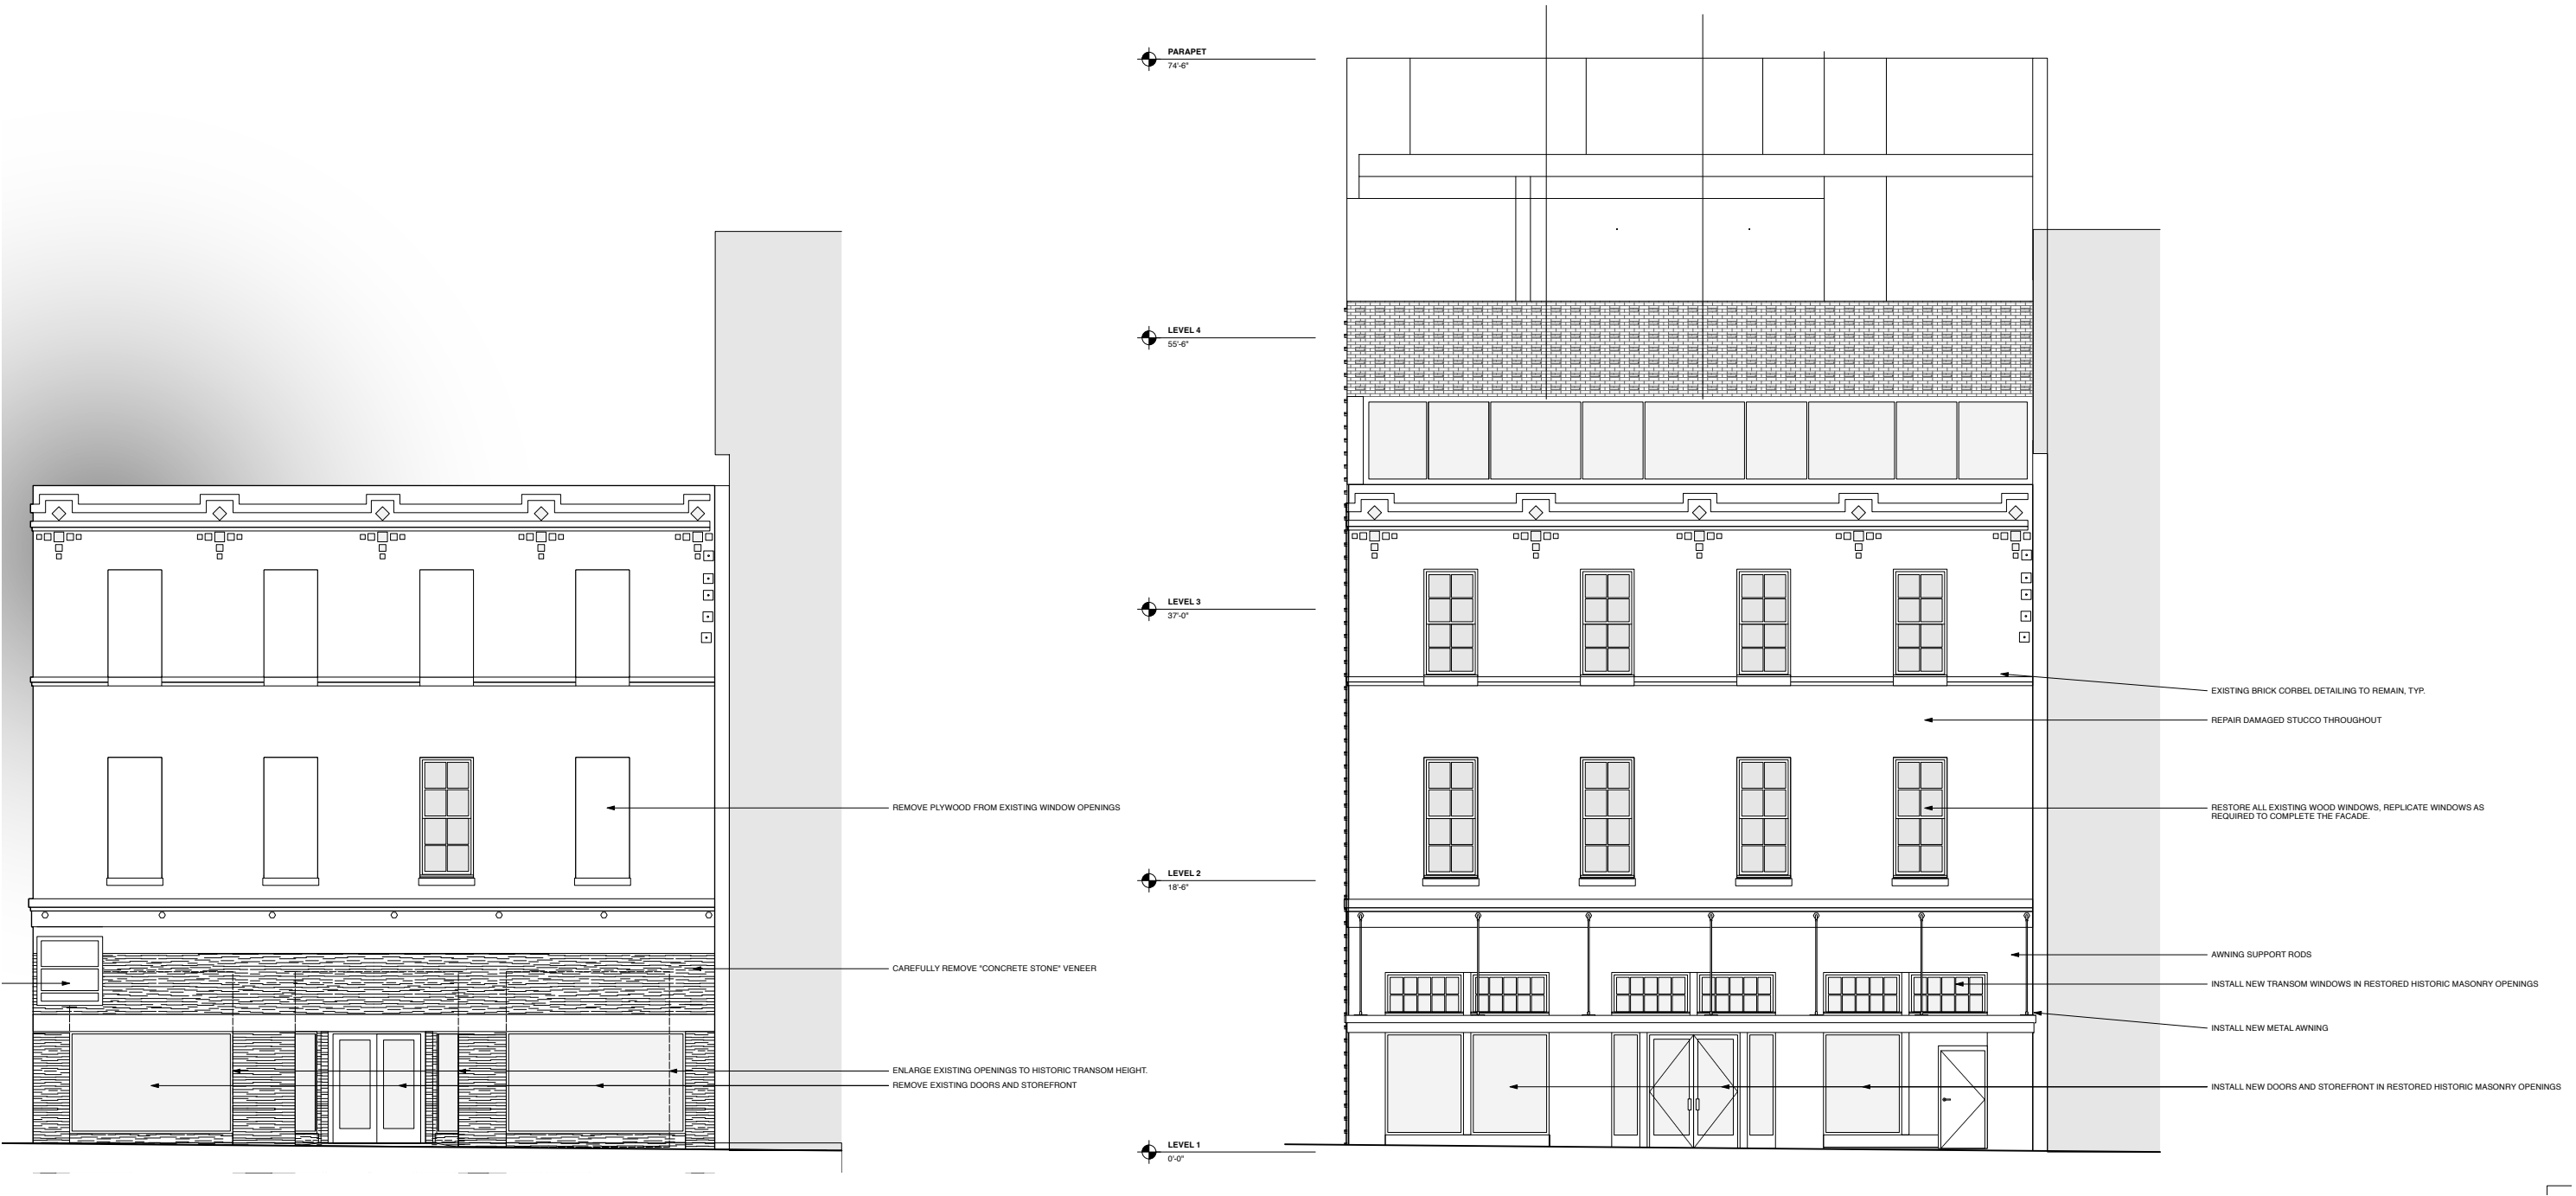 PARAPET
74'-6"
LEVEL 4
55'-6"
LEVEL 3
37'-0"
LEVEL 2
18'-6"
LEVEL 1
0'-0"
REMOVE PLYWOOD FROM EXISTING WINDOW OPENINGS
CAREFULLY REMOVE "CONCRETE STONE" VENEER
ENLARGE EXISTING OPENINGS TO HISTORIC TRANSOM HEIGHT.
REMOVE EXISTING DOORS AND STOREFRONT
EXISTING BRICK CORBEL DETAILING TO REMAIN, TYP.
REPAIR DAMAGED STUCCO THROUGHOUT
RESTORE ALL EXISTING WOOD WINDOWS, REPLICATE WINDOWS AS
REQUIRED TO COMPLETE THE FACADE.
AWNING SUPPORT RODS
INSTALL NEW TRANSOM WINDOWS IN RESTORED HISTORIC MASONRY OPENINGS
INSTALL NEW METAL AWNING
INSTALL NEW DOORS AND STOREFRONT IN RESTORED HISTORIC MASONRY OPENINGS